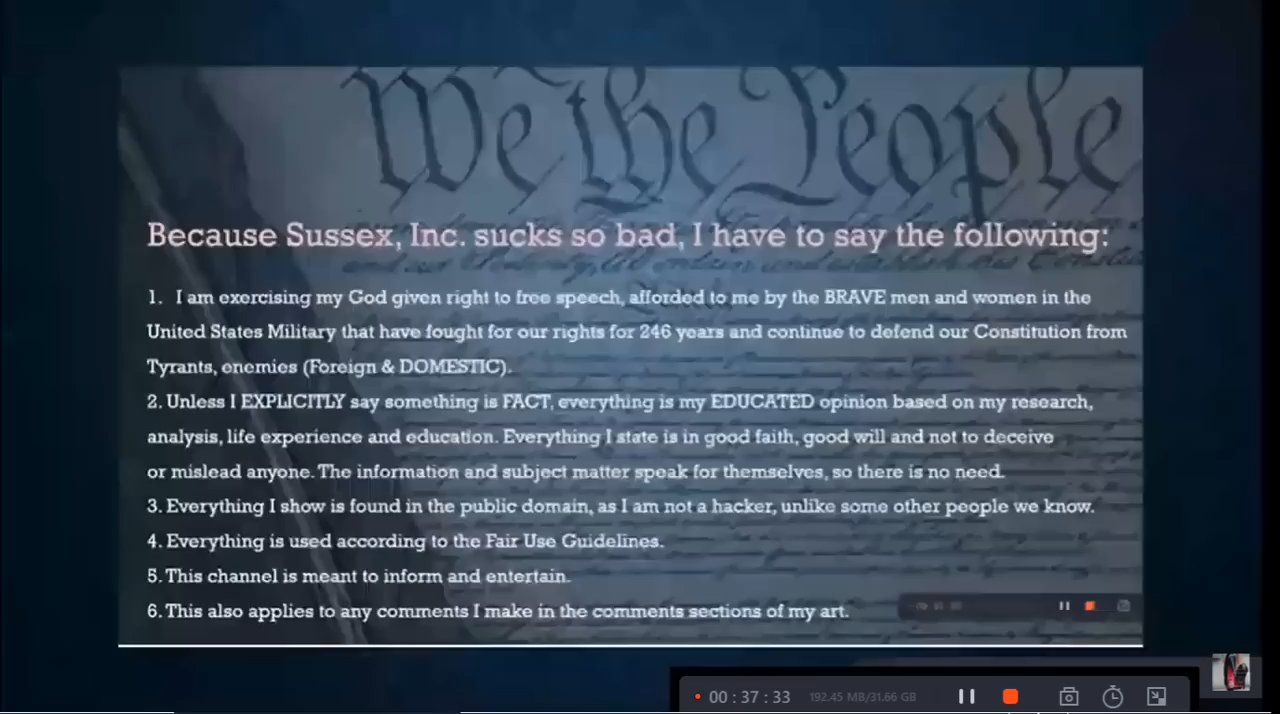 We the People
Because Sussex, Inc. sucks so bad, I have to say the following:
1. I am exercising my God given right to free speech, afforded to me by the BRAVE men and women in the
United States Military that have fought for our rights for 246 years and continue to defend our Constitution from
Tyrants, enemies (Foreign & DOMESTIC).
2. Unless I EXPLICITLY say something is FACT, everything is my EDUCATED opinion based on my research,
analysis, life experience and education. Everything I state is in good faith, good will and not to deceive
or mislead anyone. The information and subject matter speak for themselves, so there is no need.
3. Everything I show is found in the public domain, as I am not a hacker, unlike some other people we know.
4. Everything is used according to the Fair Use Guidelines.
5. This channel is meant to inform and entertain.
6. This also applies to any comments I make in the comments sections of my art.
00 : 37 : 33 192.45 MB/31.66 GB